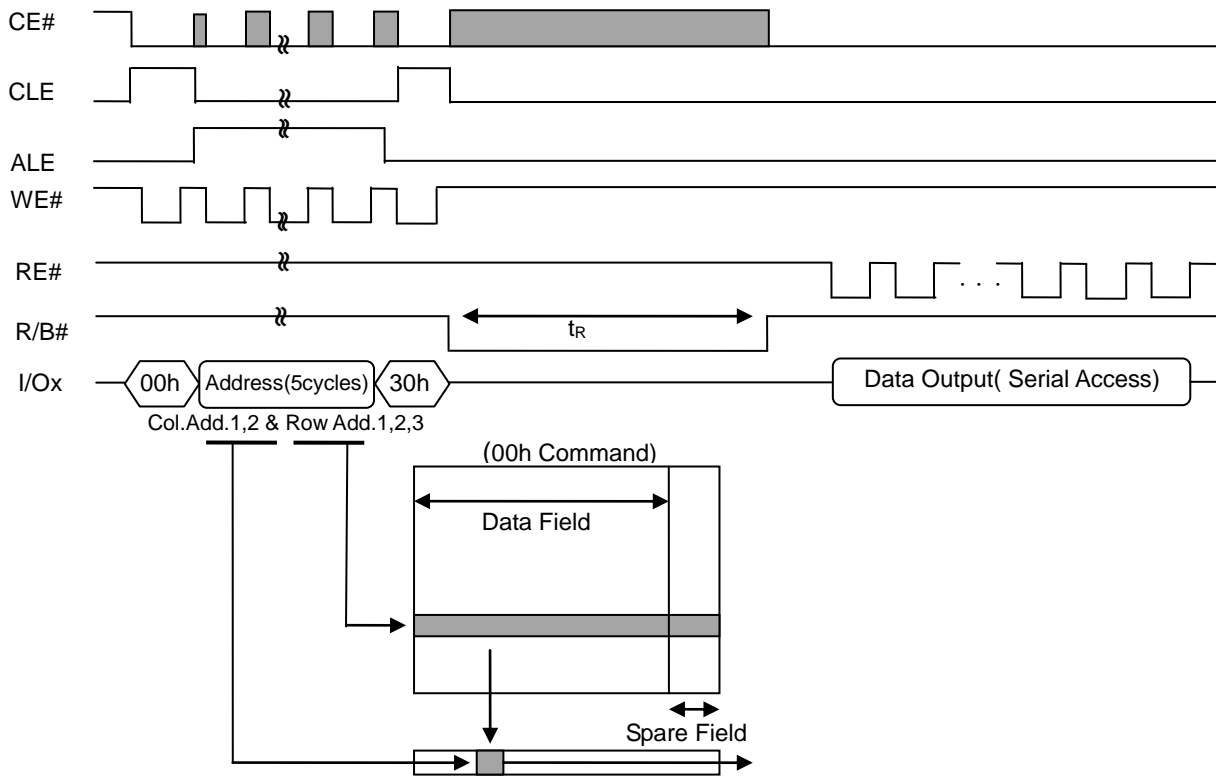 CE#
CLE
ALE
WE#
RE#
. . .
R/B#
tR
I/Ox
00h
Address(5cycles)
30h
Data Output( Serial Access)
Col.Add.1,2 & Row Add.1,2,3
(00h Command)
Data Field
Spare Field